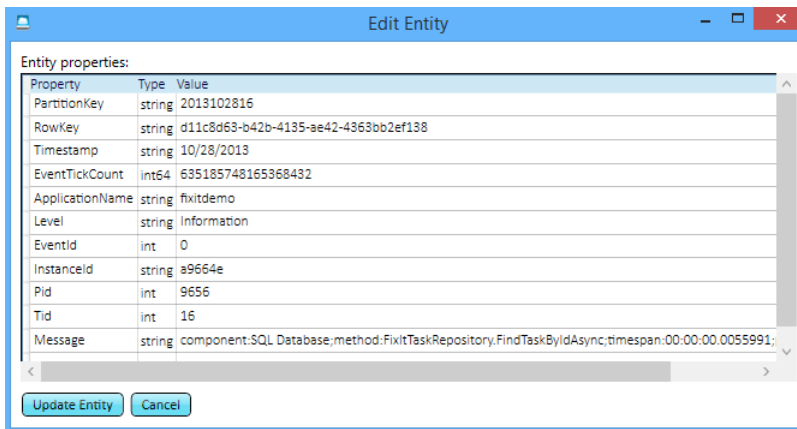 Edit Entity
Entity properties:
Property Type Value
PartitionKey string 2013102816
RowKey string d11c8d63-b42b-4135-ae42-4363bb2ef138
Timestamp string 10/28/2013
EventTickCount int64 635185748165368432
ApplicationName string fixitdemo
Level string Information
EventId int 0
InstanceId string a9664e
Pid int 9656
Tid int 16
Message string component:SQL Database;method:FixItTaskRepository.FindTaskByIdAsync;timespan:00:00:00.0055991;
Update Entity Cancel